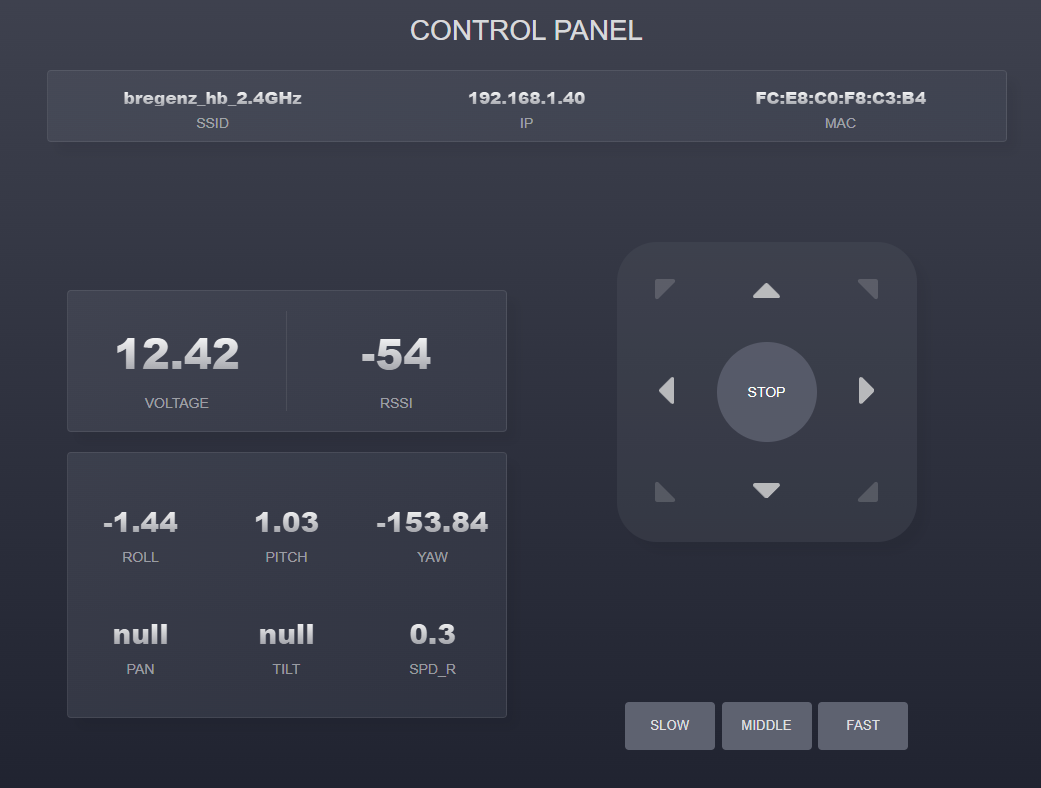 CONTROL PANEL
bregenz_hb_2.4GHz 192.168.1.40 FC:E8:C0:F8:C3:B4
SSID IP MAC
12.42 -54
VOLTAGE RSSI
STOP
-1.44 1.03 -153.84
ROLL PITCH YAW
null null 0.3
PAN TILT SPD_R
SLOW MIDDLE FAST